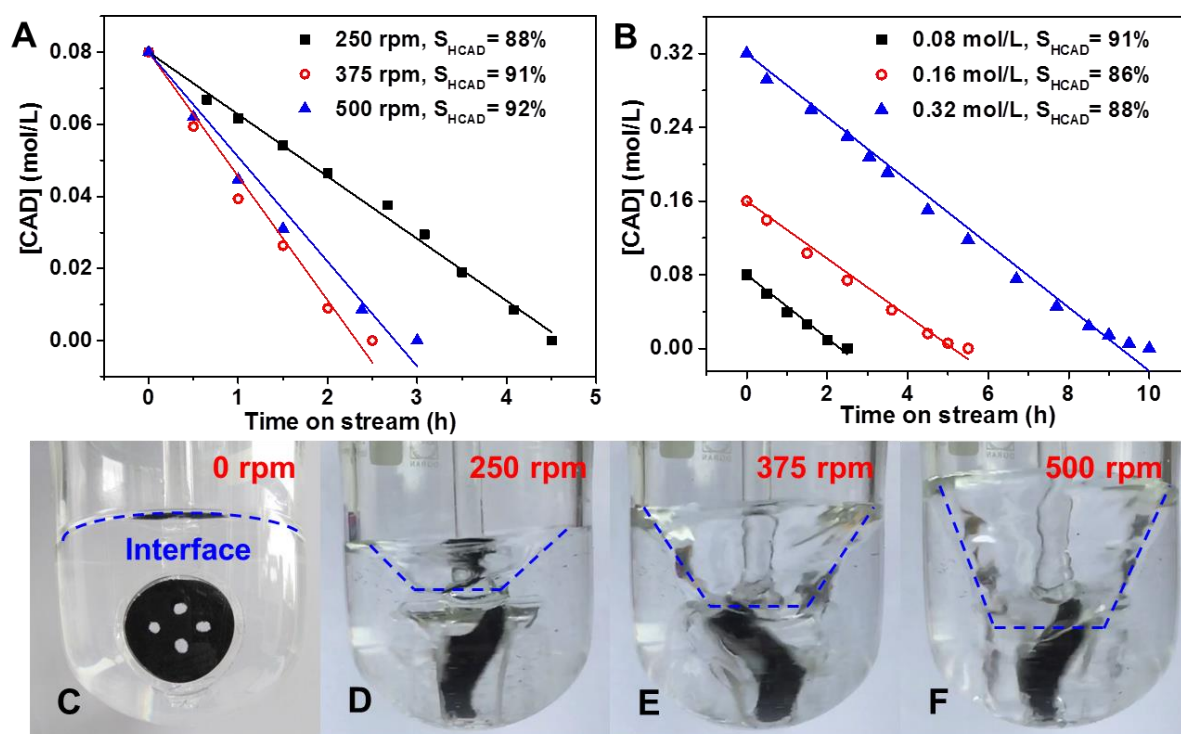 A
250 rpm, S_HCAD = 88%
375 rpm, S_HCAD = 91%
500 rpm, S_HCAD = 92%
[CAD] (mol/L)
0.08
0.06
0.04
0.02
0.00
0 1 2 3 4 5
Time on stream (h)
B
0.08 mol/L, S_HCAD = 91%
0.16 mol/L, S_HCAD = 86%
0.32 mol/L, S_HCAD = 88%
[CAD] (mol/L)
0.32
0.24
0.16
0.08
0.00
0 2 4 6 8 10
Time on stream (h)
0 rpm
Interface
C
250 rpm
D
375 rpm
E
500 rpm
F